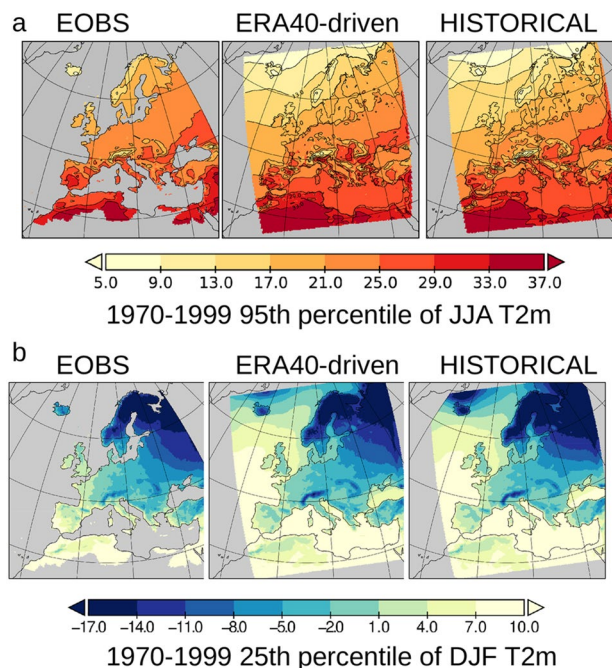 a
EOBS ERA40-driven HISTORICAL
5.0 9.0 13.0 17.0 21.0 25.0 29.0 33.0 37.0
1970-1999 95th percentile of JJA T2m
b
EOBS ERA40-driven HISTORICAL
−17.0 −14.0 −11.0 −8.0 −5.0 −2.0 1.0 4.0 7.0 10.0
1970-1999 25th percentile of DJF T2m